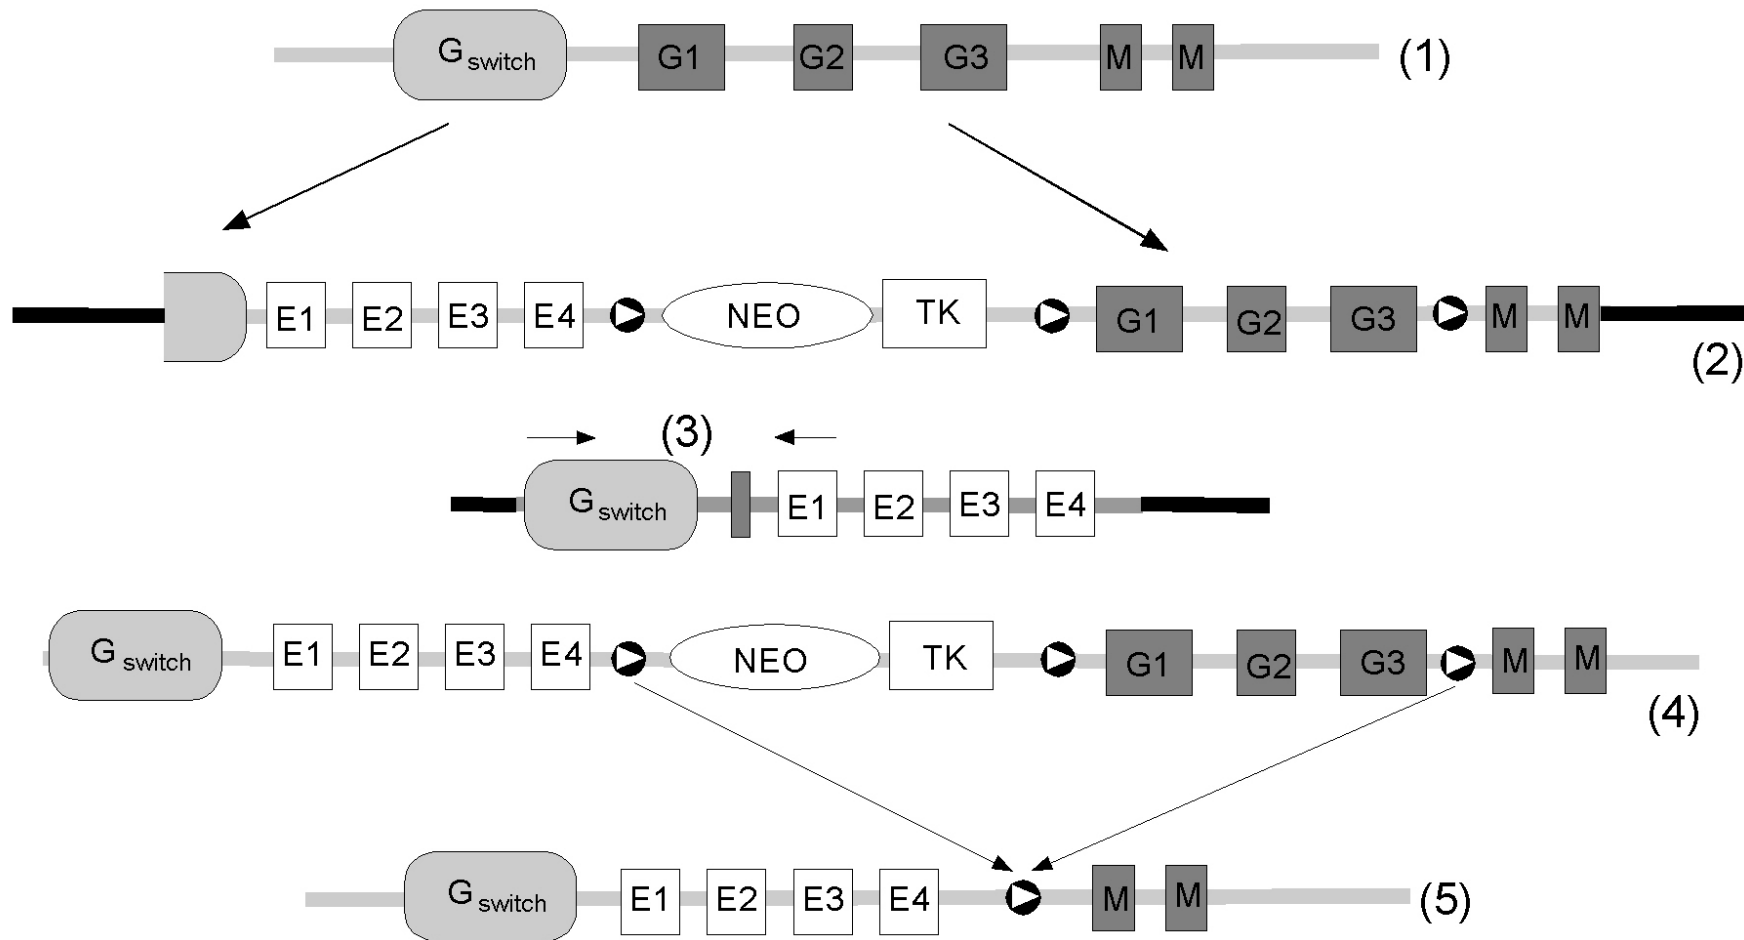 G switch G1 G2 G3 M M (1)
E1 E2 E3 E4 NEO TK G1 G2 G3 M M
(2)
(3)
G switch E1 E2 E3 E4
G switch E1 E2 E3 E4 NEO TK G1 G2 G3 M M
(4)
G switch E1 E2 E3 E4 M M (5)